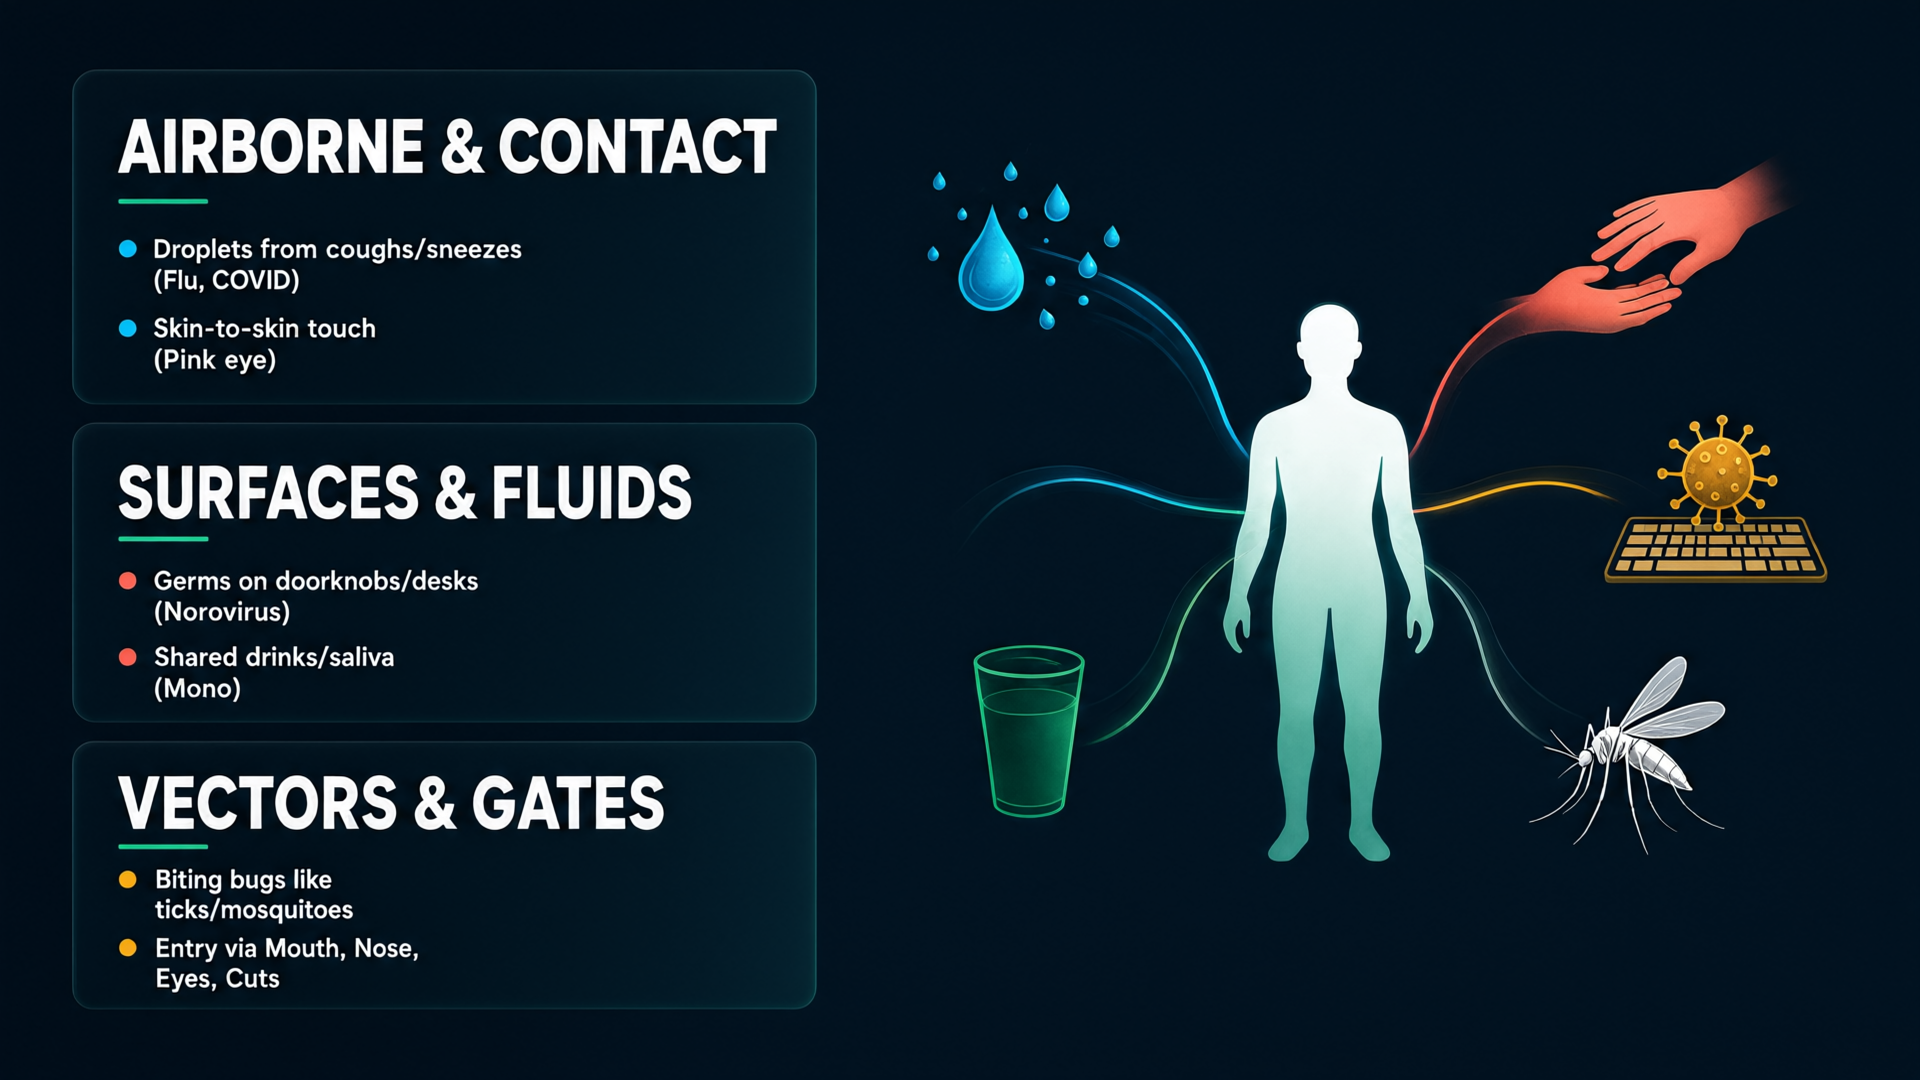 AIRBORNE & CONTACT
Droplets from coughs/sneezes
(Flu, COVID)
Skin-to-skin touch
(Pink eye)
SURFACES & FLUIDS
Germs on doorknobs/desks
(Norovirus)
Shared drinks/saliva
(Mono)
VECTORS & GATES
Biting bugs like
ticks/mosquitoes
Entry via Mouth, Nose,
Eyes, Cuts